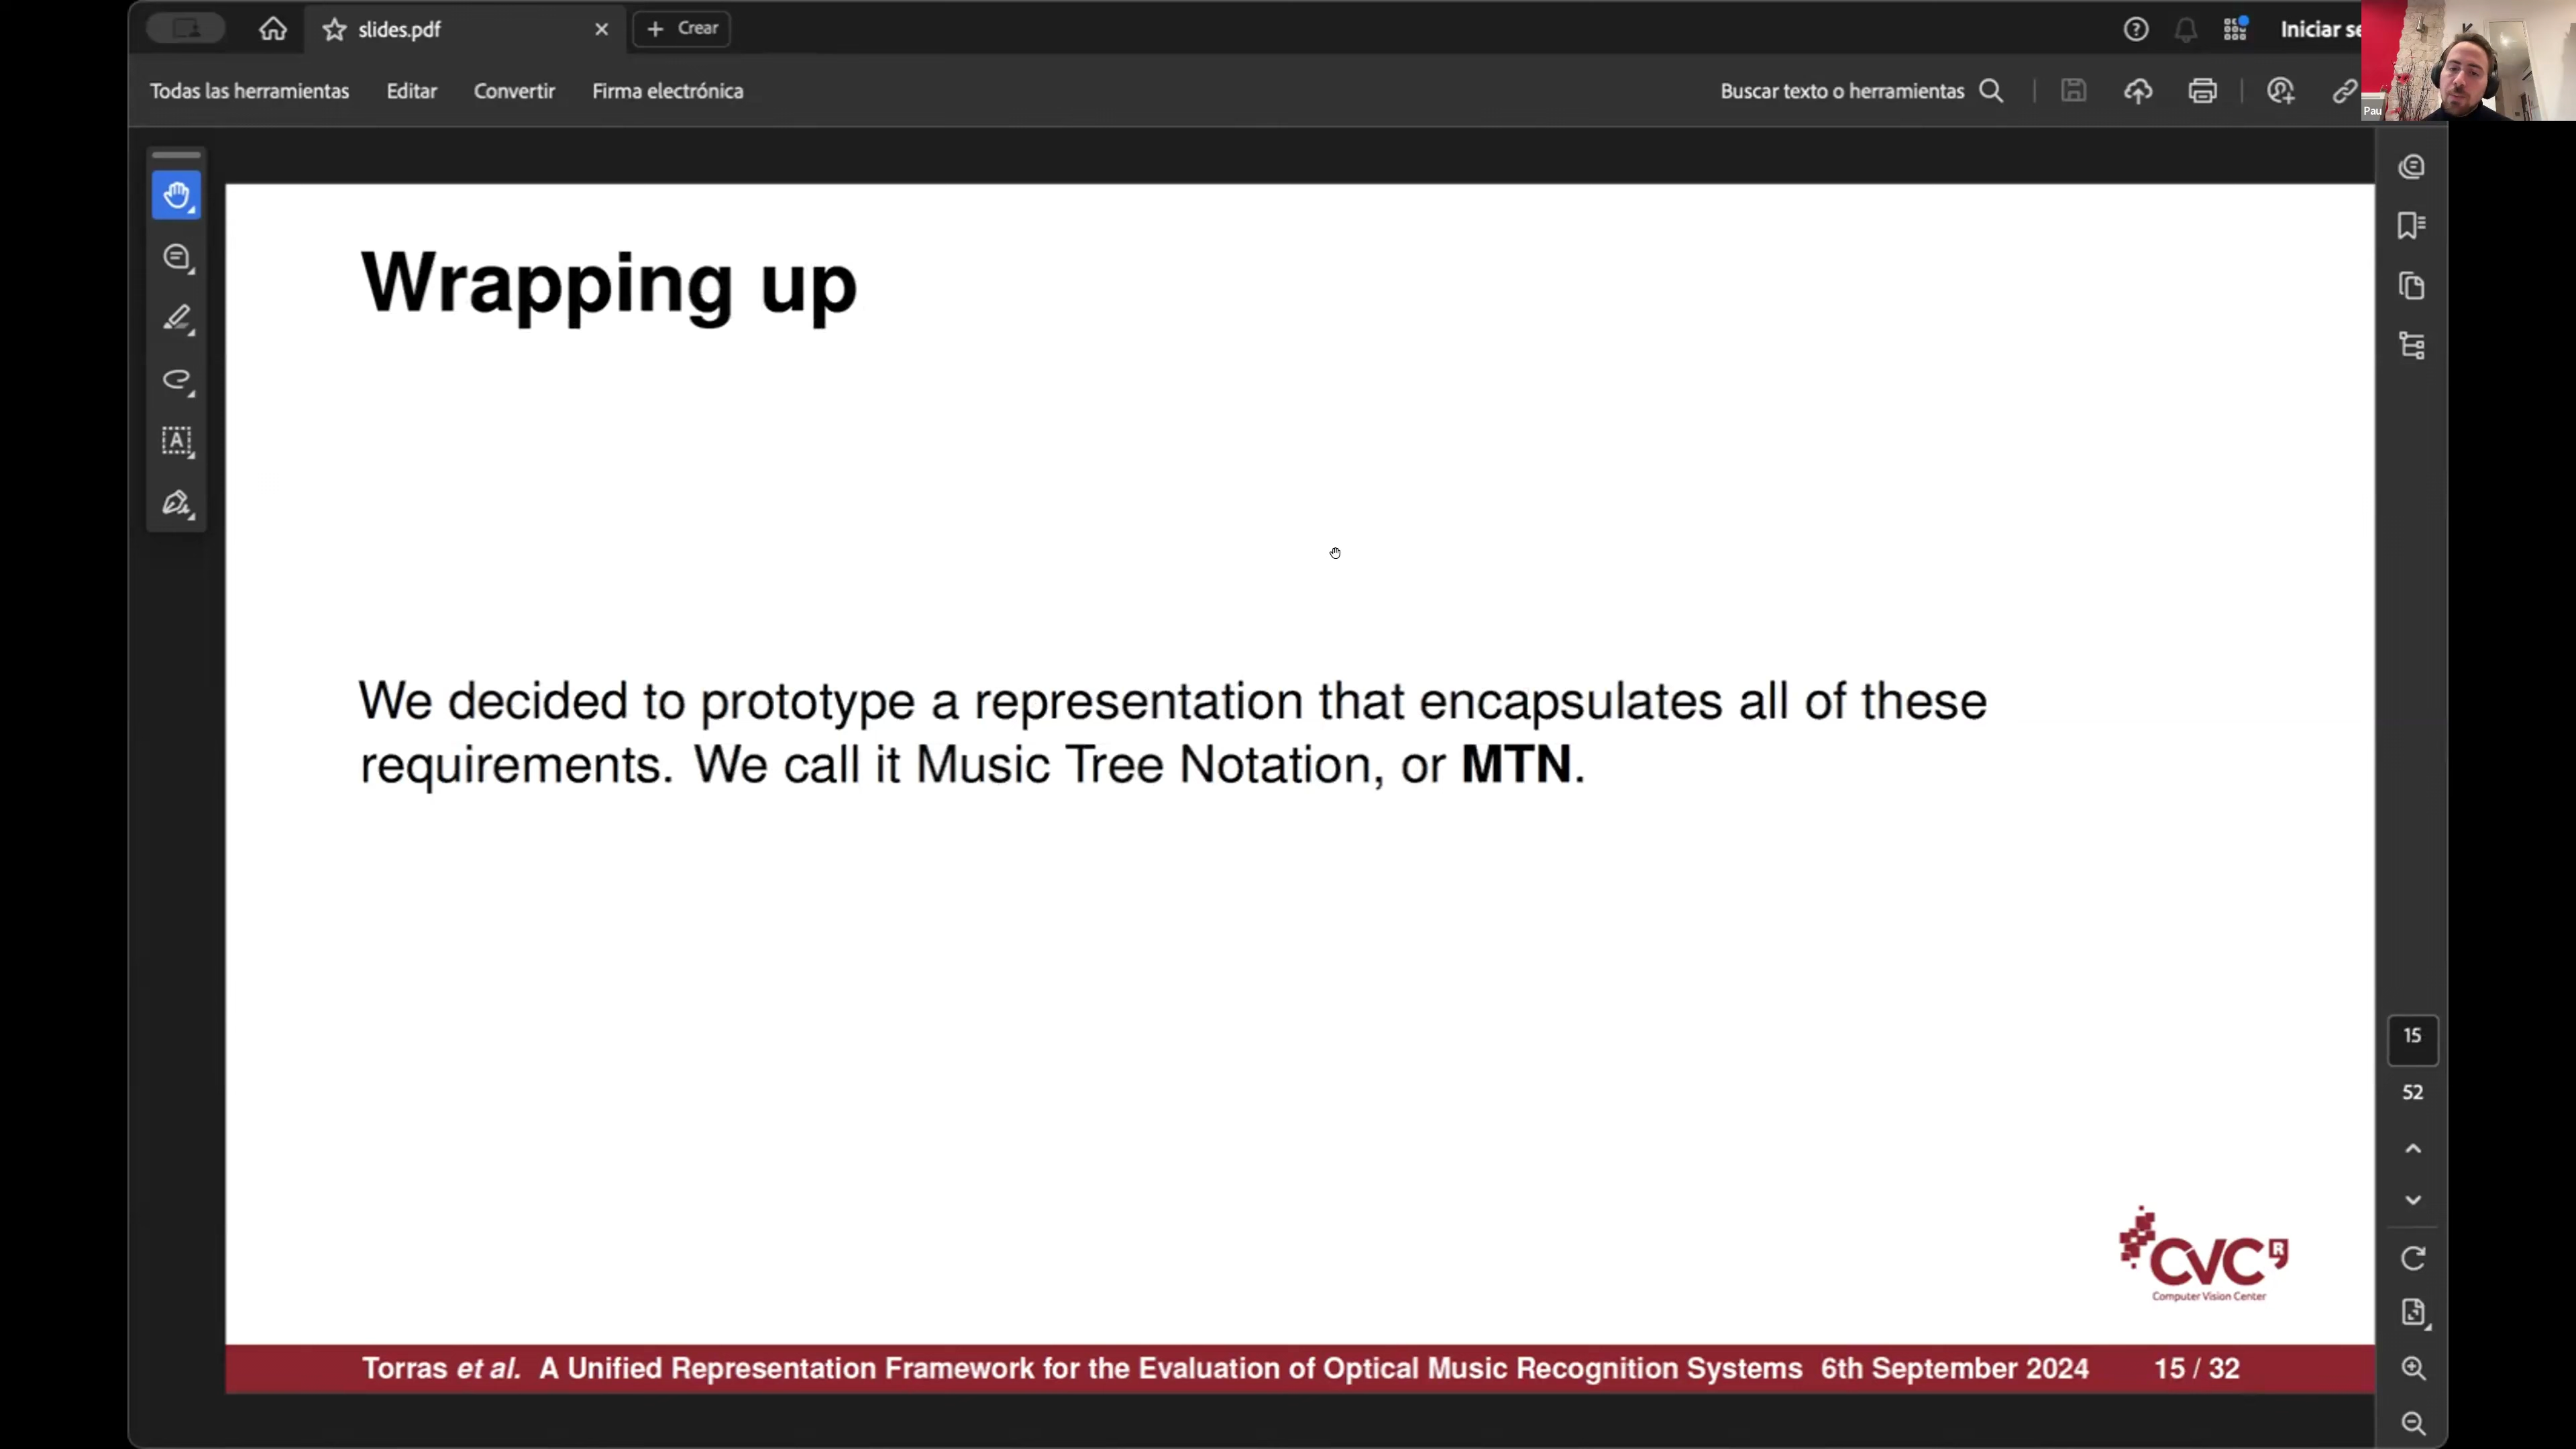 slides.pdf
Crear
Iniciar se
Todas las herramientas
Editar
Convertir
Firma electrónica
Buscar texto o herramientas
Pau
Wrapping up
We decided to prototype a representation that encapsulates all of these
requirements. We call it Music Tree Notation, or MTN.
15
52
CVC R
Computer Vision Center
Torras et al. A Unified Representation Framework for the Evaluation of Optical Music Recognition Systems 6th September 2024 15 / 32